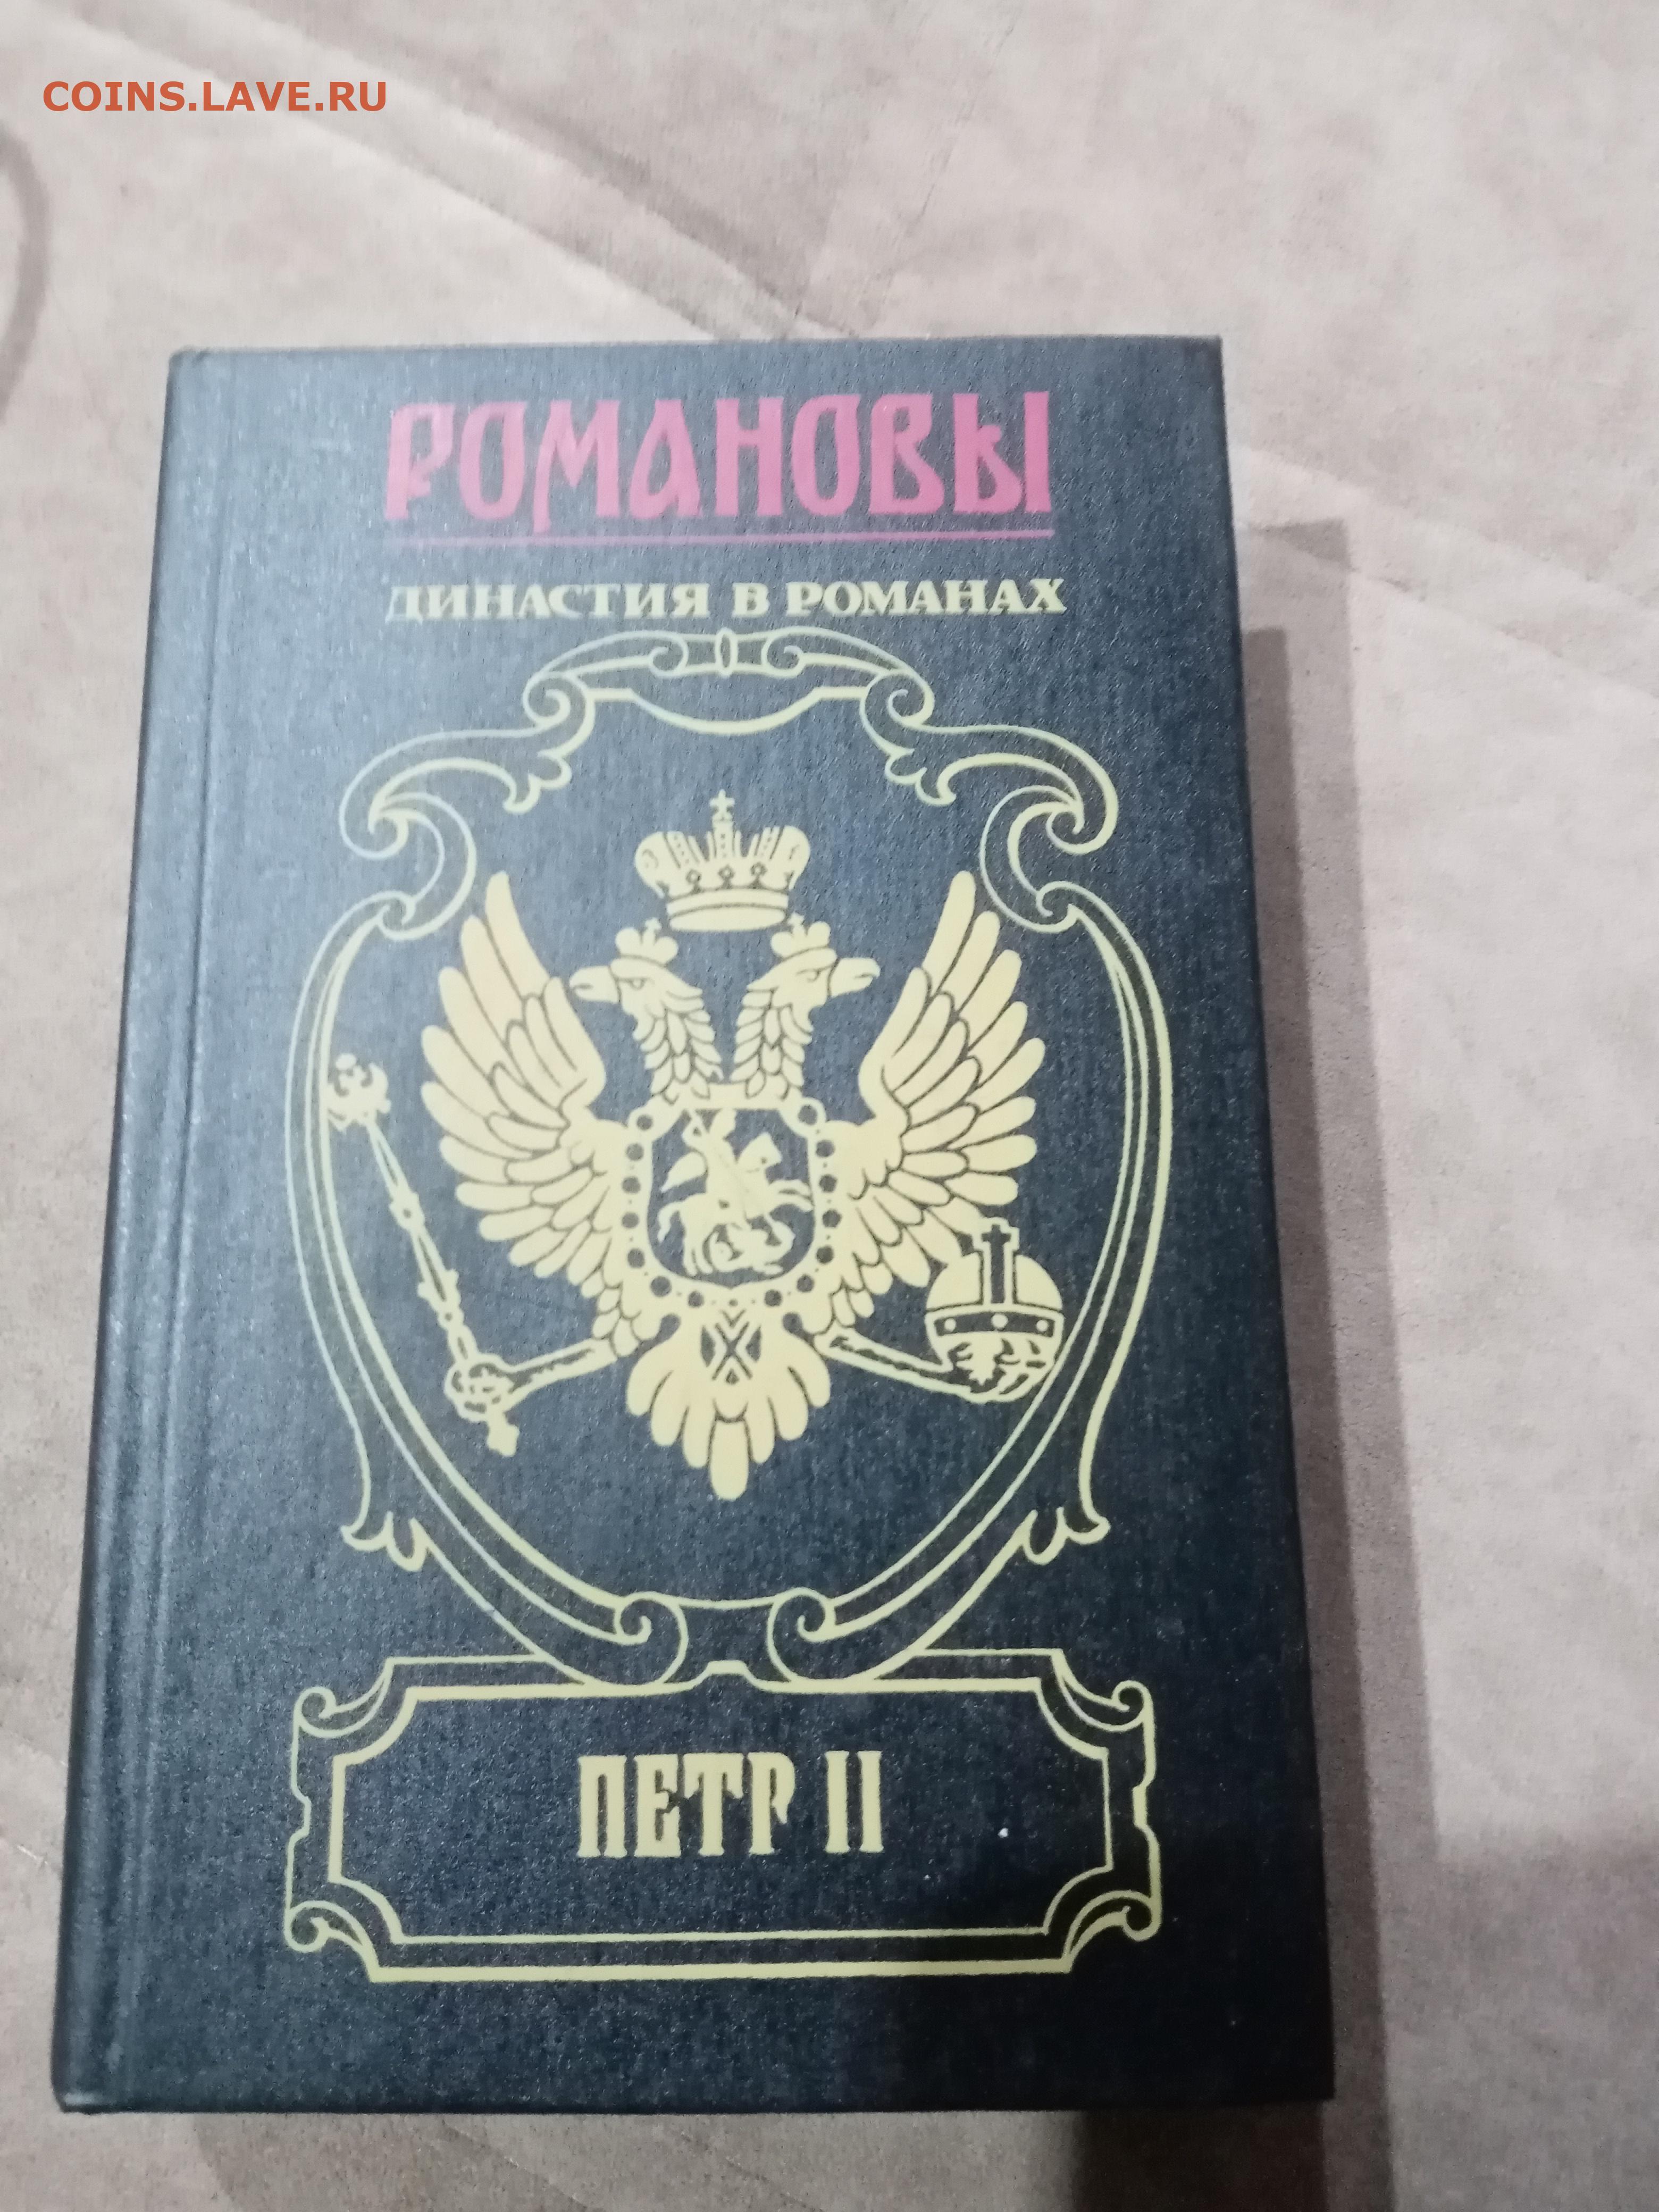 COINS.LAVE.RU
РОМАНОВЫ
ДИНАСТИЯ В РОМАНАХ
ПЕТР II